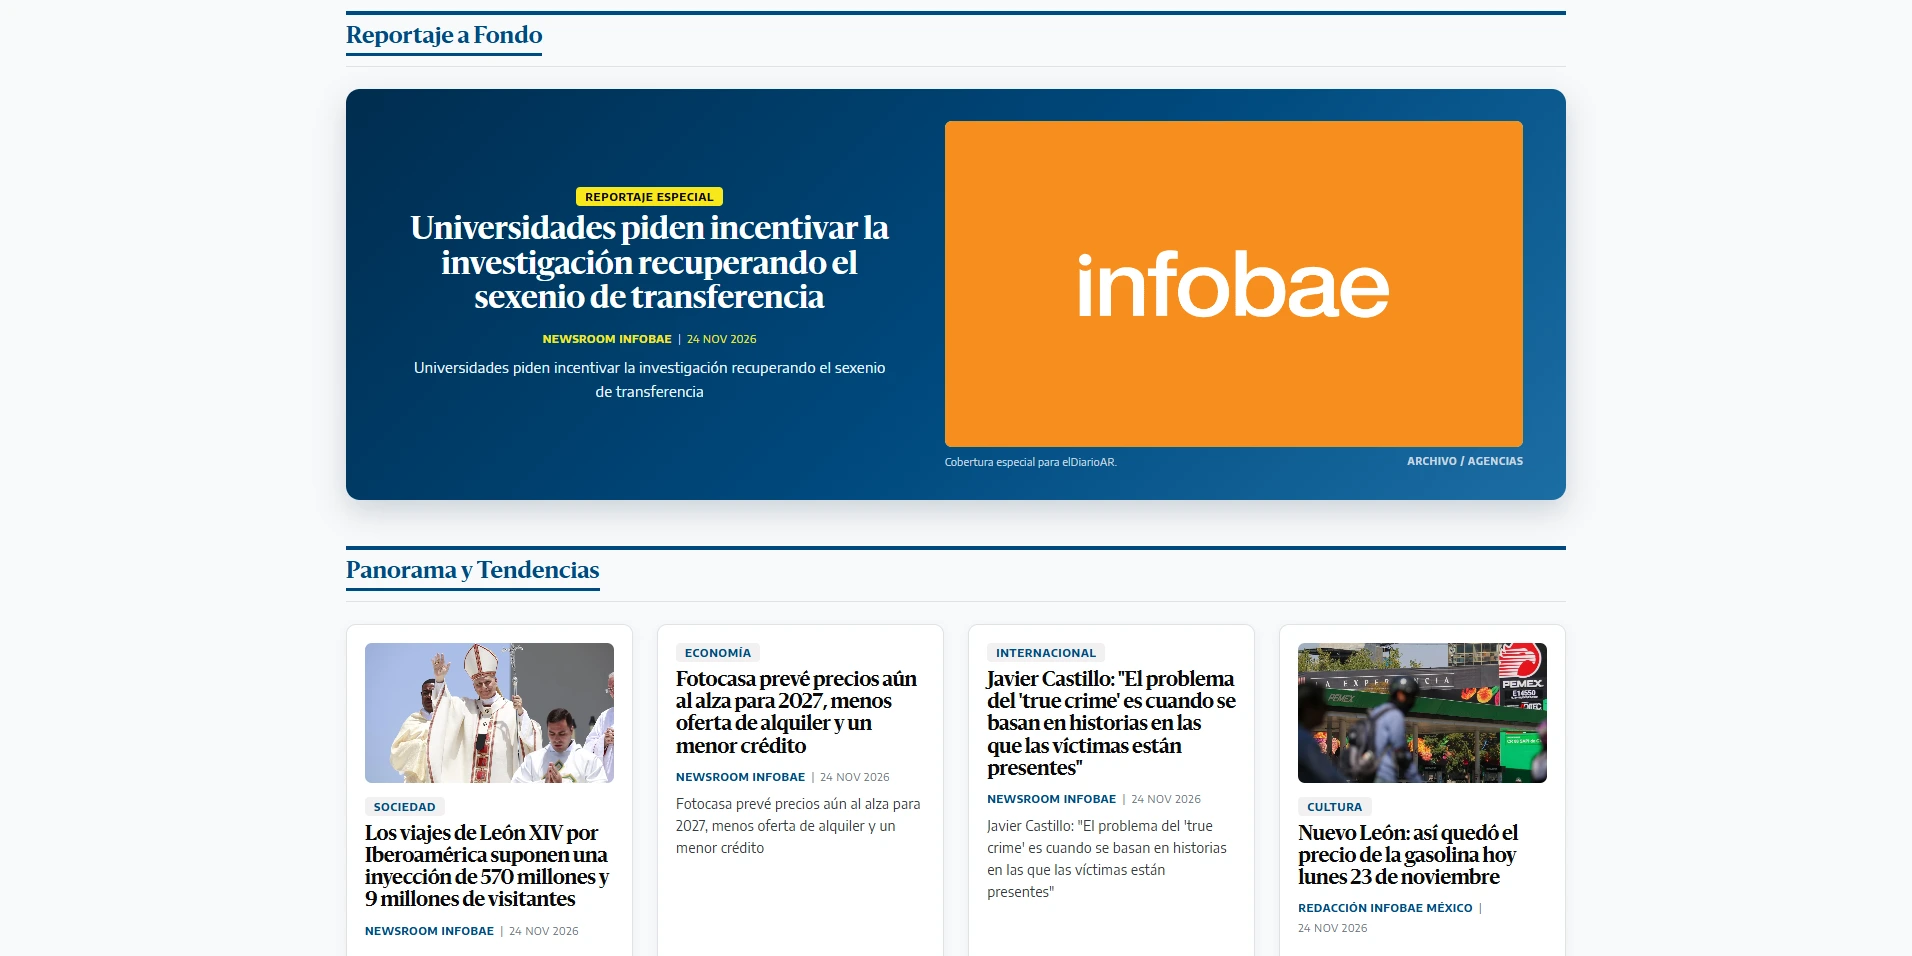 Reportaje a Fondo
REPORTAJE ESPECIAL
Universidades piden incentivar la
investigación recuperando el
sexenio de transferencia
NEWSROOM INFOBAE | 24 NOV 2026
Universidades piden incentivar la investigación recuperando el sexenio
de transferencia
infobae
Cobertura especial para elDiarioAR.
ARCHIVO / AGENCIAS
Panorama y Tendencias
SOCIEDAD
Los viajes de León XIV por
Iberoamérica suponen una
inyección de 570 millones y
9 millones de visitantes
NEWSROOM INFOBAE | 24 NOV 2026
ECONOMÍA
Fotocasa prevé precios aún
al alza para 2027, menos
oferta de alquiler y un
menor crédito
NEWSROOM INFOBAE | 24 NOV 2026
Fotocasa prevé precios aún al alza para
2027, menos oferta de alquiler y un
menor crédito
INTERNACIONAL
Javier Castillo: "El problema
del 'true crime' es cuando se
basan en historias en las
que las víctimas están
presentes"
NEWSROOM INFOBAE | 24 NOV 2026
Javier Castillo: "El problema del 'true
crime' es cuando se basan en historias
en las que las víctimas están
presentes"
LA EXPERIENCIA
PEMEX
PEMEX
E14550
CULTURA
Nuevo León: así quedó el
precio de la gasolina hoy
lunes 23 de noviembre
REDACCIÓN INFOBAE MÉXICO |
24 NOV 2026